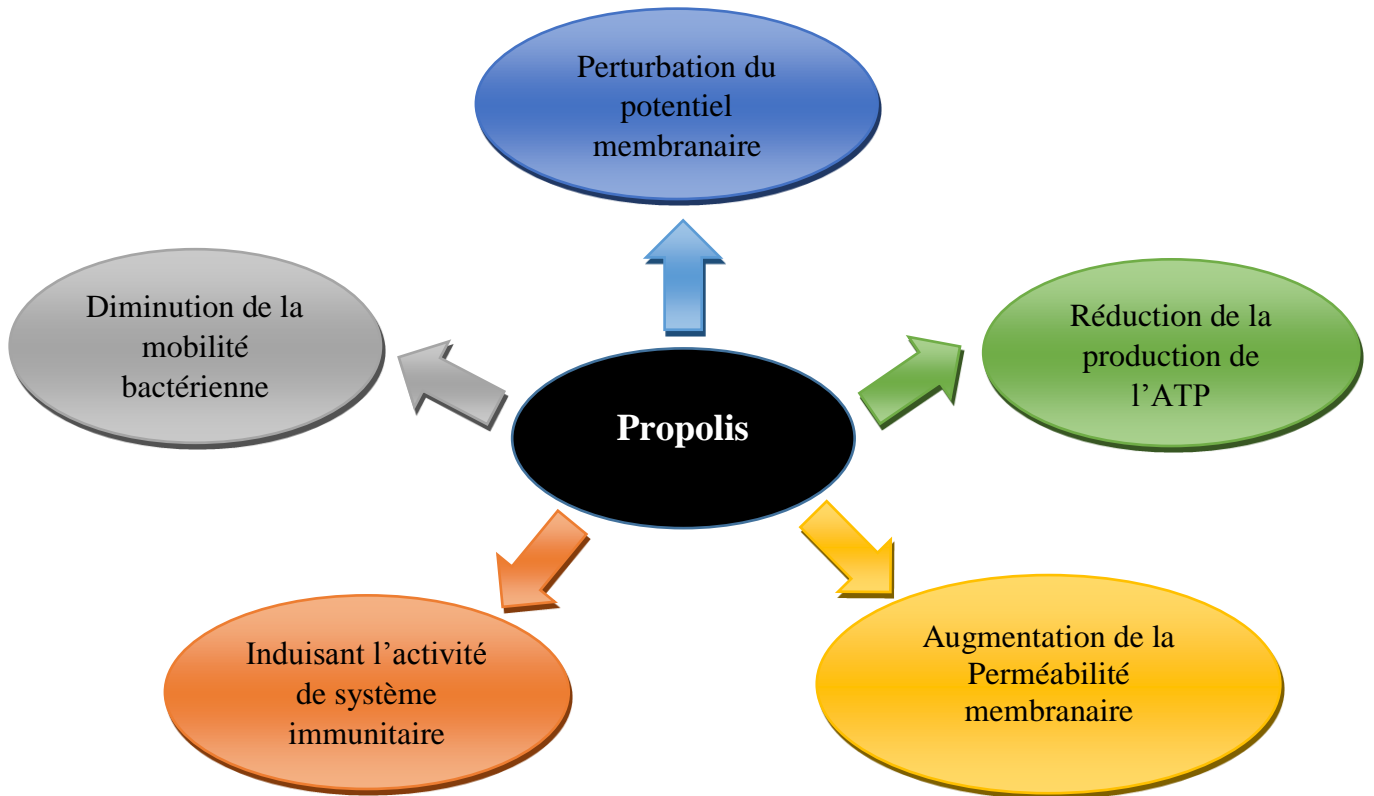 Perturbation du
potentiel
membranaire
Diminution de la
mobilité
bactérienne
Réduction de la
production de
l’ATP
Propolis
Induisant l’activité
de système
immunitaire
Augmentation de la
Perméabilité
membranaire